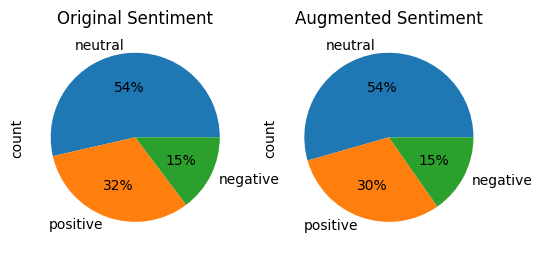 Original Sentiment
neutral
54%
count
15%
negative
32%
positive
Augmented Sentiment
neutral
54%
count
15%
negative
30%
positive